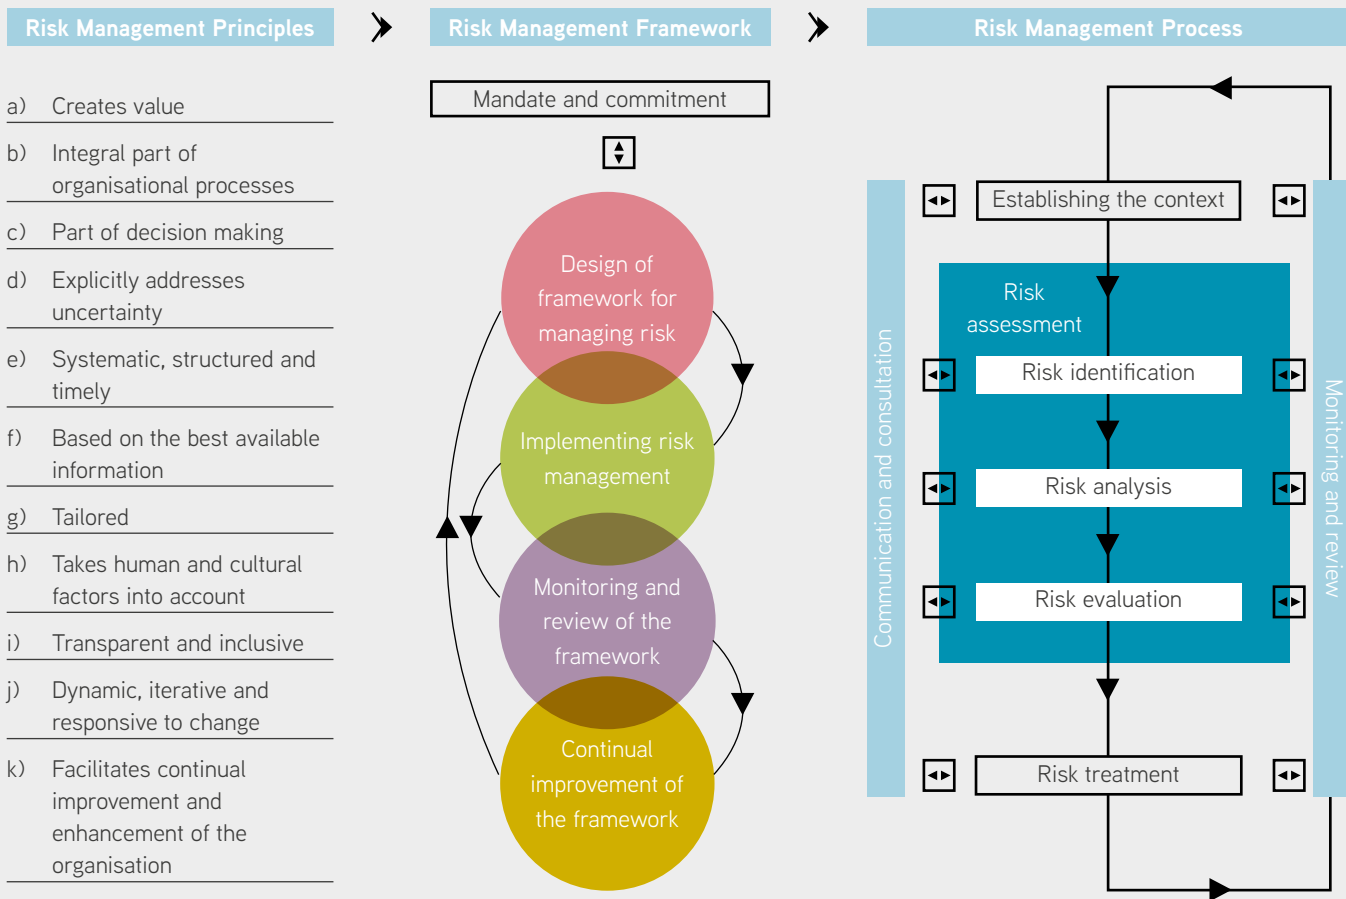 Risk Management Principles
a) Creates value
b) Integral part of
organisational processes
c) Part of decision making
d) Explicitly addresses
uncertainty
e) Systematic, structured and
timely
f) Based on the best available
information
g) Tailored
h) Takes human and cultural
factors into account
i) Transparent and inclusive
j) Dynamic, iterative and
responsive to change
k) Facilitates continual
improvement and
enhancement of the
organisation
Risk Management Framework
Mandate and commitment
Design of
framework for
managing risk
Implementing risk
management
Monitoring and
review of the
framework
Continual
improvement of
the framework
Risk Management Process
Communication and consultation
Establishing the context
Risk
assessment
Risk identification
Risk analysis
Risk evaluation
Risk treatment
Monitoring and review